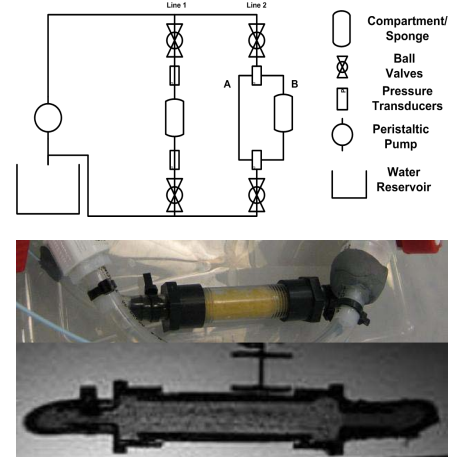 Line 1
Line 2
A
B
Compartment/
Sponge
Ball
Valves
Pressure
Transducers
Peristaltic
Pump
Water
Reservoir